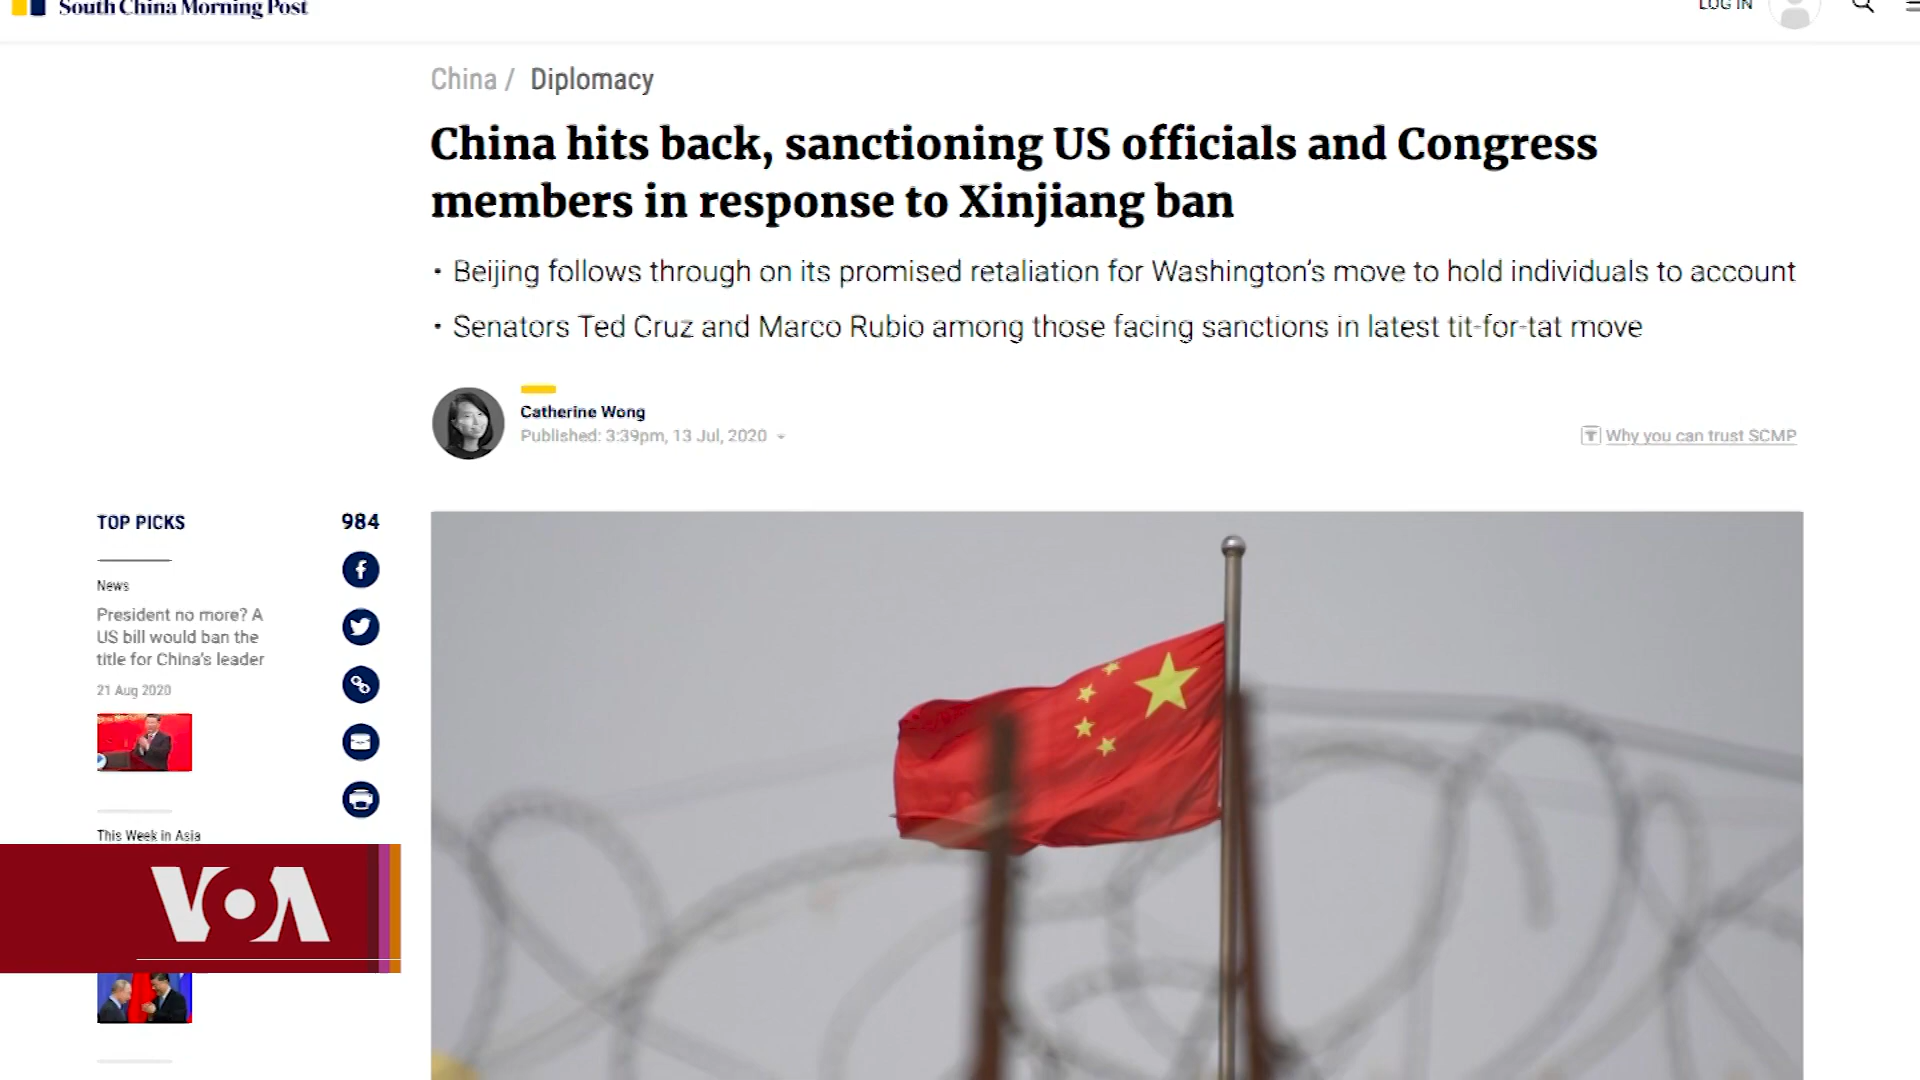 South China Morning Post
LOG IN
China / Diplomacy
China hits back, sanctioning US officials and Congress
members in response to Xinjiang ban
• Beijing follows through on its promised retaliation for Washington's move to hold individuals to account
• Senators Ted Cruz and Marco Rubio among those facing sanctions in latest tit-for-tat move
Catherine Wong
Published: 3:39pm, 13 Jul, 2020
Why you can trust SCMP
TOP PICKS
984
News
President no more? A
US bill would ban the
title for China's leader
21 Aug 2020
This Week in Asia
VOA